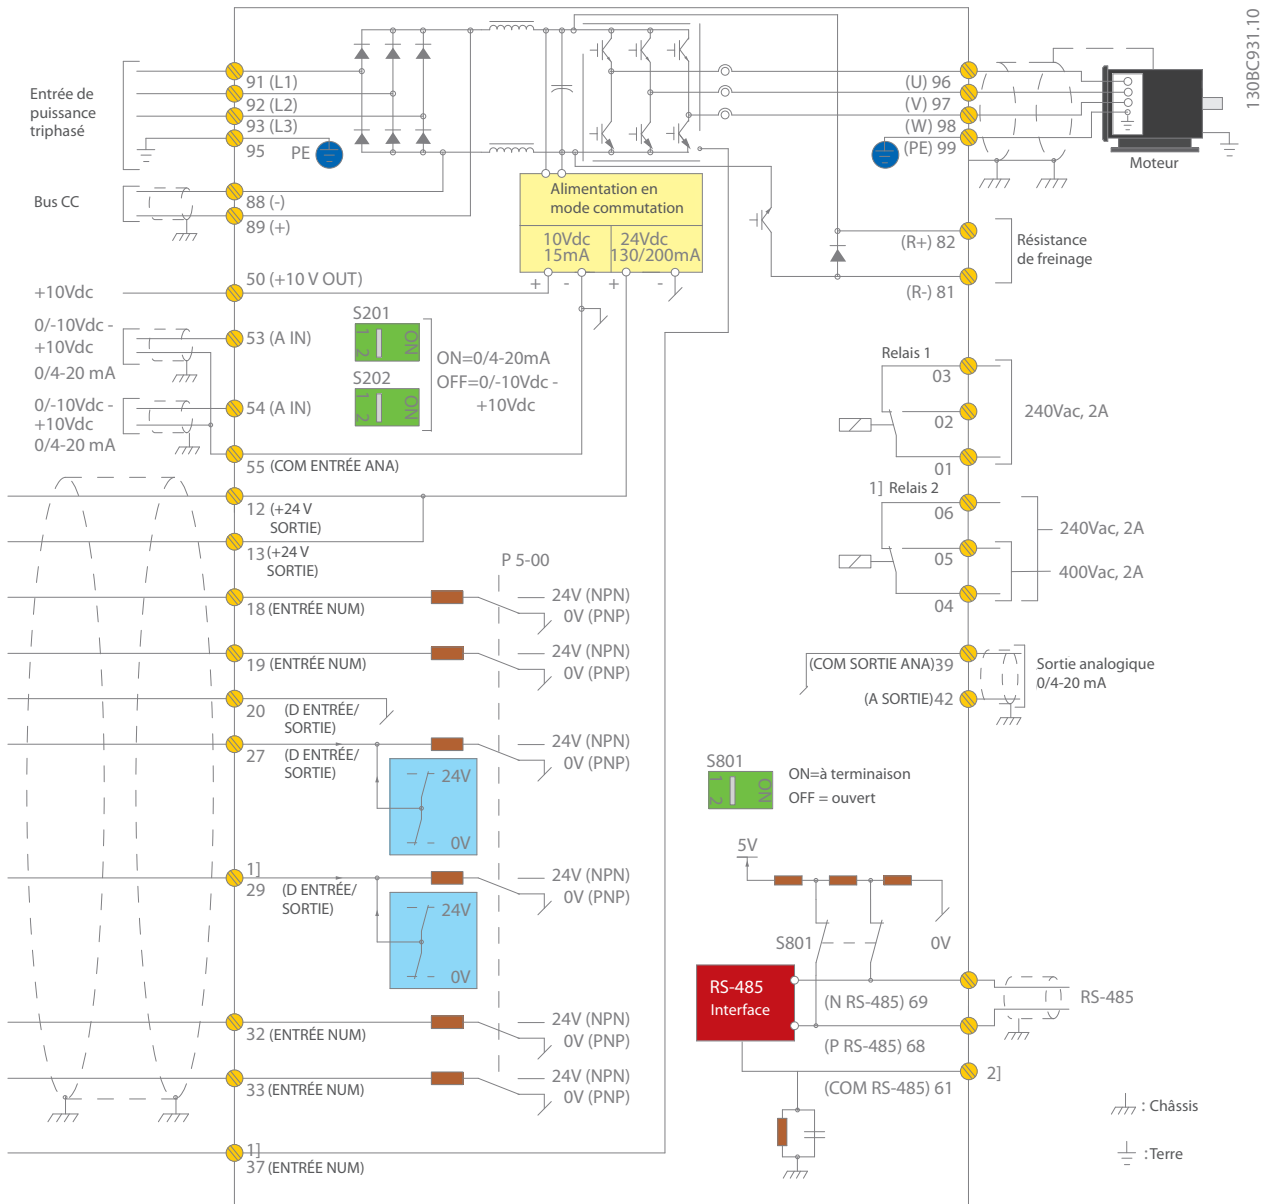 130BC931.10
Entrée de
puissance
triphasé
91 (L1)
92 (L2)
93 (L3)
95
PE
Bus CC
88 (-)
89 (+)
Alimentation en
mode commutation
10Vdc
15mA
24Vdc
130/200mA
+ - + -
(U) 96
(V) 97
(W) 98
(PE) 99
Moteur
(R+) 82
(R-) 81
Résistance
de freinage
+10Vdc
50 (+10 V OUT)
0/-10Vdc -
+10Vdc
0/4-20 mA
53 (A IN)
0/-10Vdc -
+10Vdc
0/4-20 mA
54 (A IN)
55 (COM ENTRÉE ANA)
S201
1 2 ON
S202
1 2 ON
ON=0/4-20mA
OFF=0/-10Vdc -
+10Vdc
Relais 1
03
02
01
240Vac, 2A
1] Relais 2
06
05
04
240Vac, 2A
400Vac, 2A
12 (+24 V
SORTIE)
13 (+24 V
SORTIE)
P 5-00
18 (ENTRÉE NUM)
24V (NPN)
0V (PNP)
19 (ENTRÉE NUM)
24V (NPN)
0V (PNP)
20 (D ENTRÉE/
SORTIE)
27 (D ENTRÉE/
SORTIE)
24V (NPN)
0V (PNP)
24V
0V
1]
29 (D ENTRÉE/
SORTIE)
24V (NPN)
0V (PNP)
24V
0V
32 (ENTRÉE NUM)
24V (NPN)
0V (PNP)
33 (ENTRÉE NUM)
24V (NPN)
0V (PNP)
1]
37 (ENTRÉE NUM)
(COM SORTIE ANA)39
(A SORTIE)42
Sortie analogique
0/4-20 mA
S801
1 2 ON
ON=à terminaison
OFF = ouvert
5V
S801
0V
RS-485
Interface
(N RS-485) 69
(P RS-485) 68
(COM RS-485) 61
2]
RS-485
: Châssis
:Terre